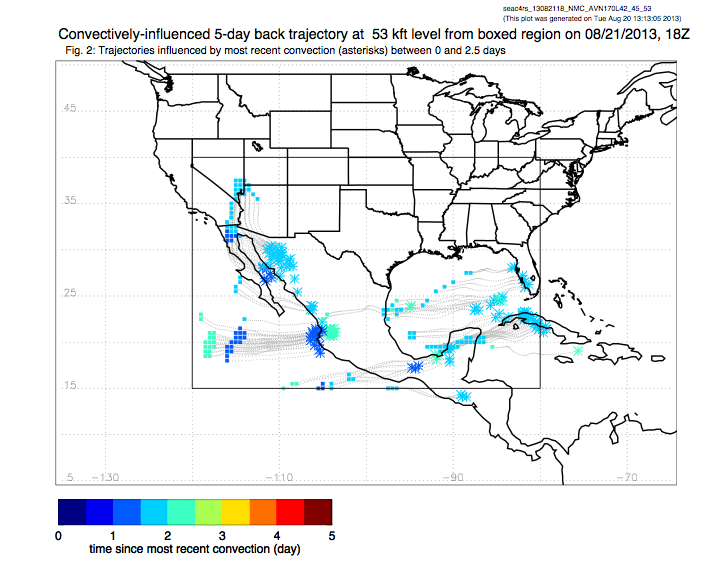 seac4rs_13082118_NMC_AVN170L42_45_53
(This plot was generated on Tue Aug 20 13:13:05 2013)
Convectively-influenced 5-day back trajectory at 53 kft level from boxed region on 08/21/2013, 18Z
Fig. 2: Trajectories influenced by most recent convection (asterisks) between 0 and 2.5 days
45
35
25
15
.5 -130 -110 -90 -70
0 1 2 3 4 5
time since most recent convection (day)